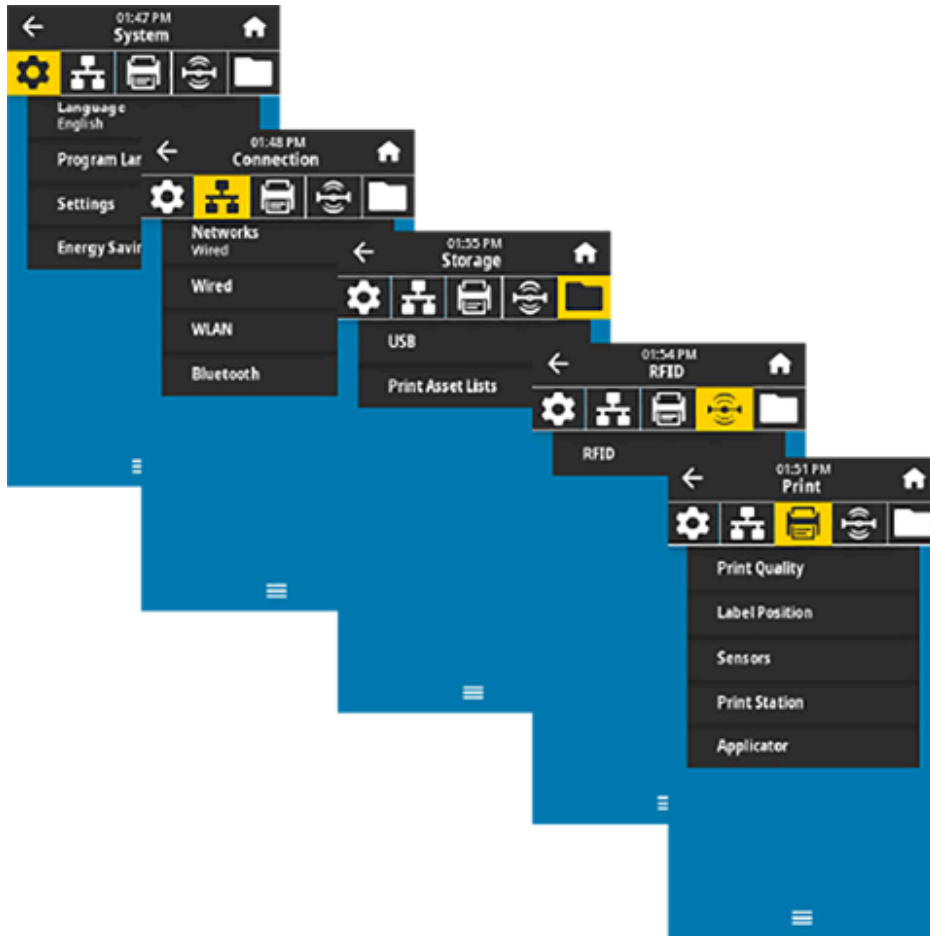 01:47 PM
System
Language
English
Program Lan
Settings
Energy Savin
01:48 PM
Connection
Networks
Wired
Wired
WLAN
Bluetooth
01:55 PM
Storage
USB
Print Asset Lists
01:54 PM
RFID
RFID
01:51 PM
Print
Print Quality
Label Position
Sensors
Print Station
Applicator